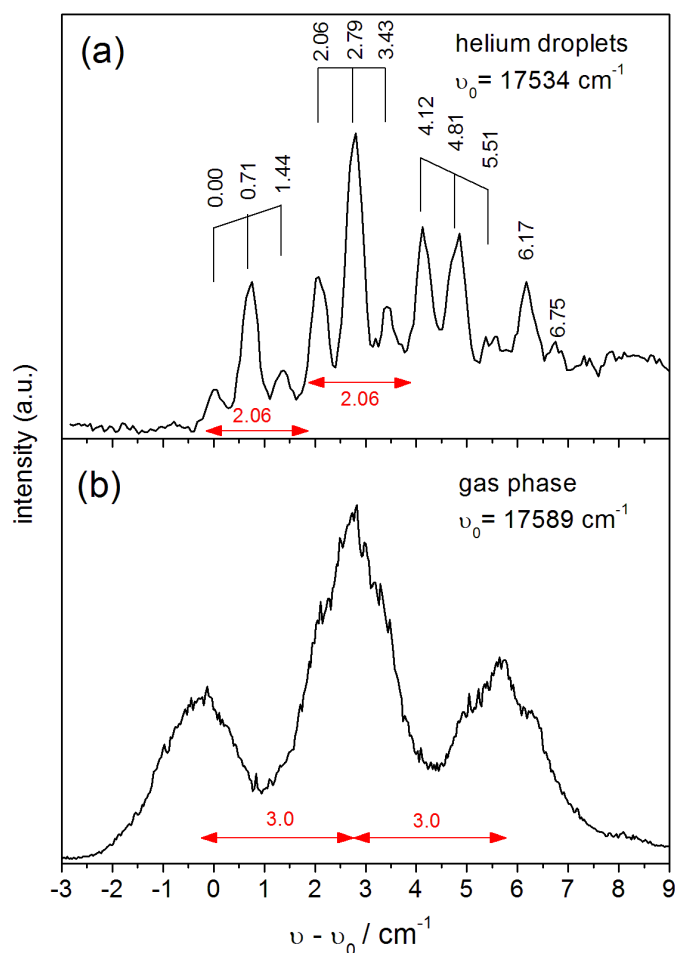 (a)
helium droplets
υ0= 17534 cm-1
0.00
0.71
1.44
2.06
2.79
3.43
4.12
4.81
5.51
6.17
6.75
2.06
2.06
intensity (a.u.)
(b)
gas phase
υ0= 17589 cm-1
3.0
3.0
-3 -2 -1 0 1 2 3 4 5 6 7 8 9
υ - υ0 / cm-1